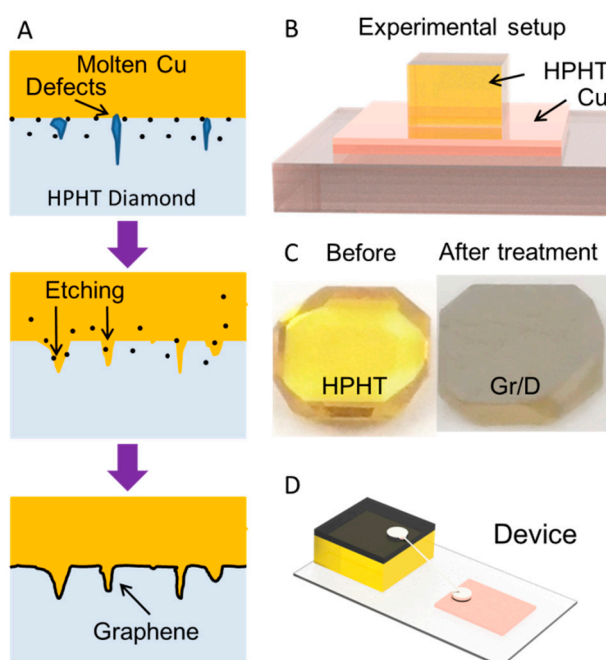 A
Molten Cu
Defects
HPHT Diamond
Etching
Graphene
B
Experimental setup
HPHT
Cu
C
Before
After treatment
HPHT
Gr/D
D
Device